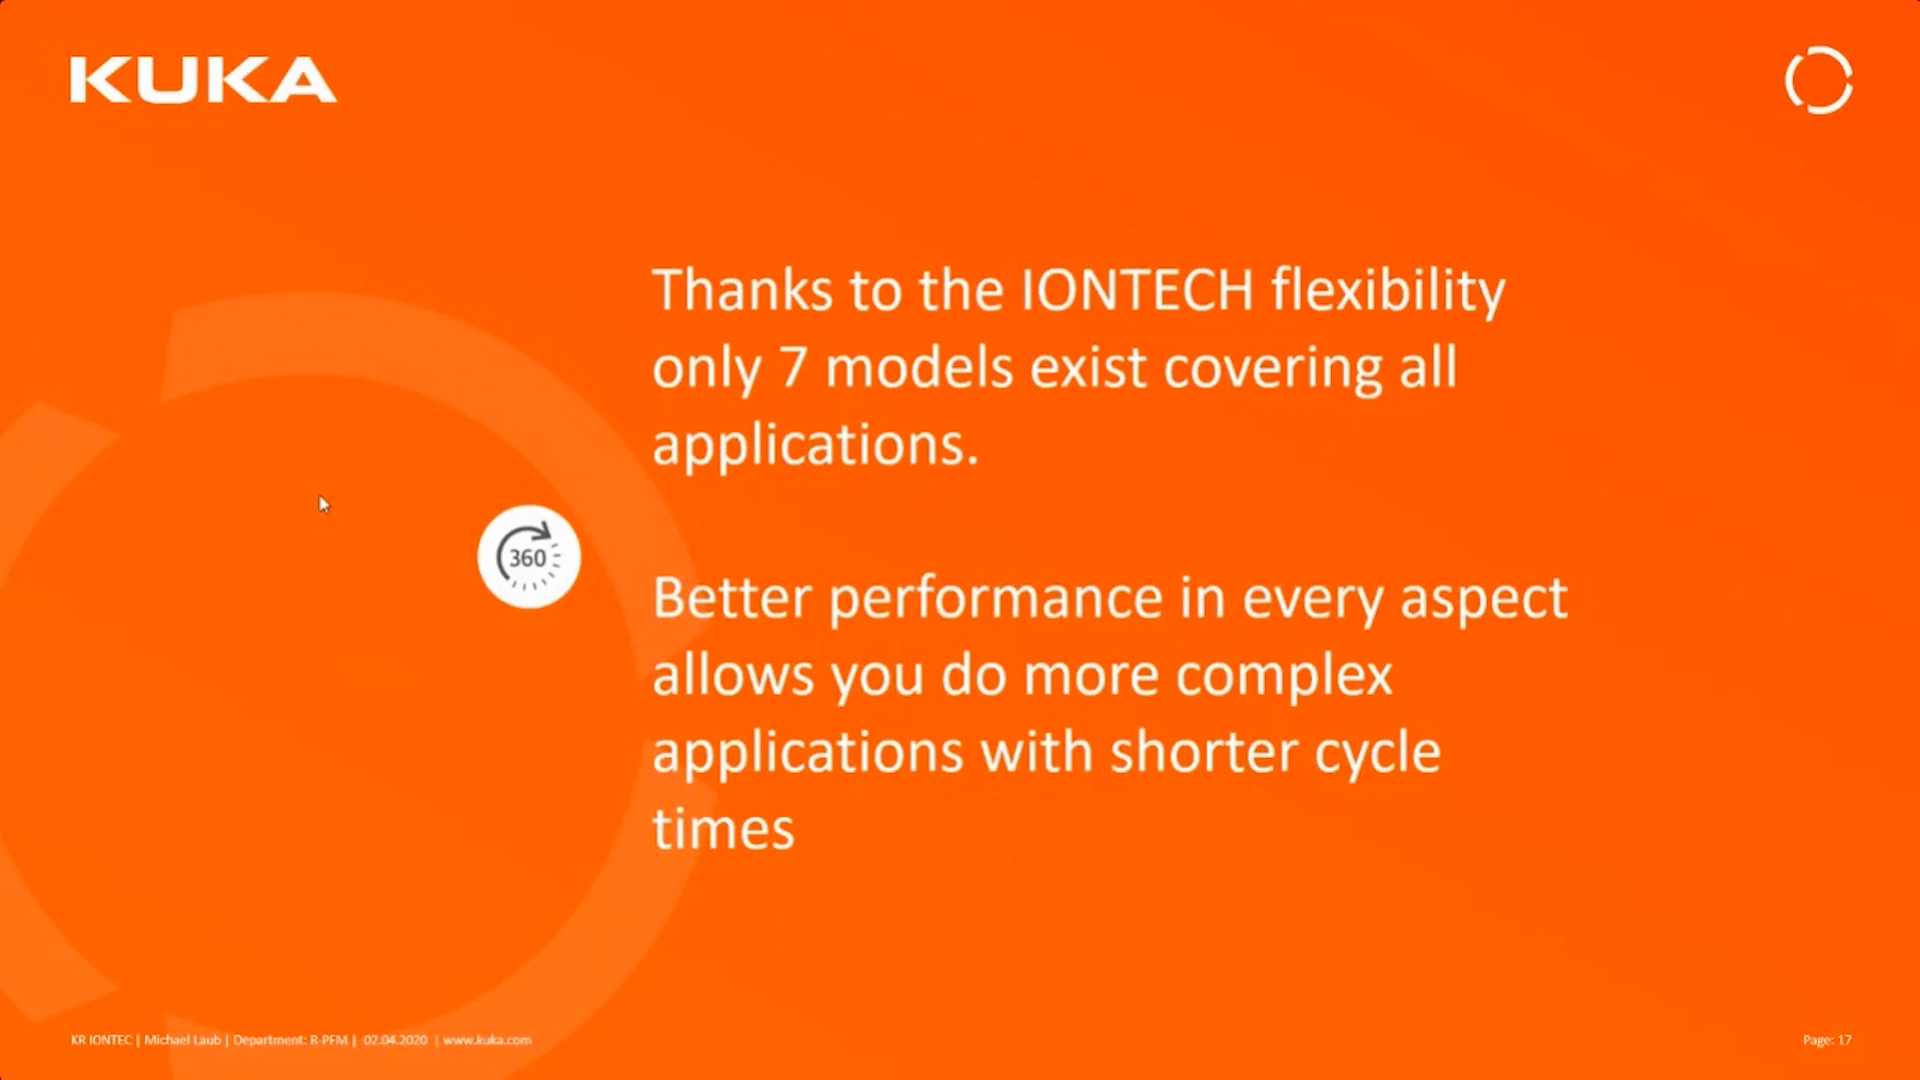 KUKA
Thanks to the IONTECH flexibility
only 7 models exist covering all
applications.
360
Better performance in every aspect
allows you do more complex
applications with shorter cycle
times
KR IONTEC | Michael Laub | Department: R-PFM | 02.04.2020 | www.kuka.com
Page: 17